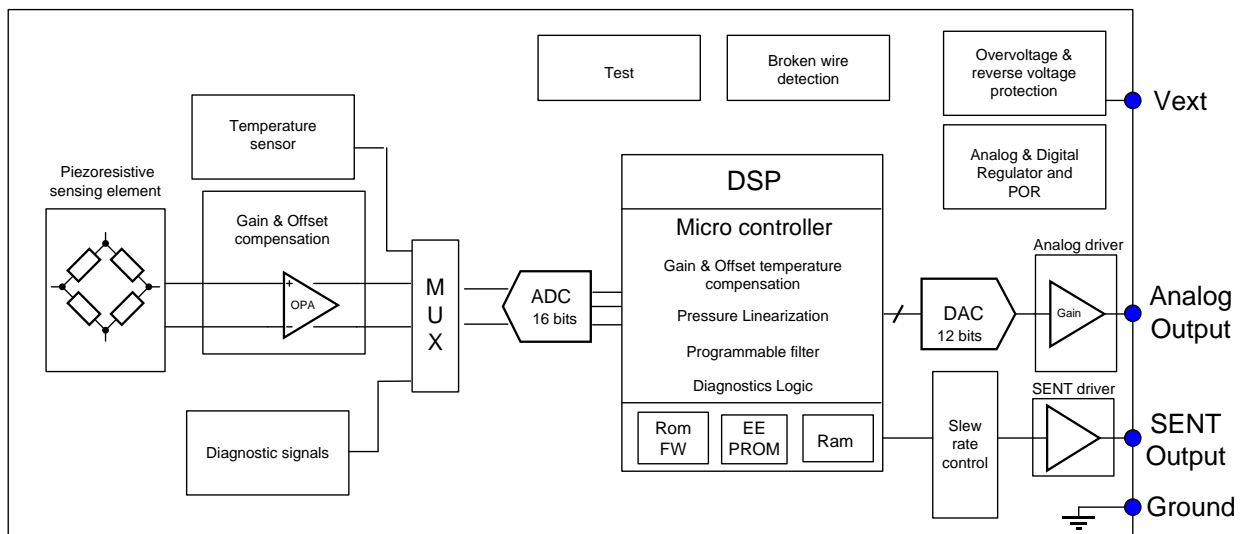 Test
Broken wire
detection
Overvoltage &
reverse voltage
protection
Vext
Temperature
sensor
Analog & Digital
Regulator and
POR
Piezoresistive
sensing element
Gain & Offset
compensation
+
OPA
−
M
U
X
ADC
16 bits
DSP
Micro controller
Gain & Offset temperature
compensation
Pressure Linearization
Programmable filter
Diagnostics Logic
Rom
FW
EE
PROM
Ram
DAC
12 bits
Analog driver
Gain
Analog
Output
Slew
rate
control
SENT driver
SENT
Output
Diagnostic signals
Ground